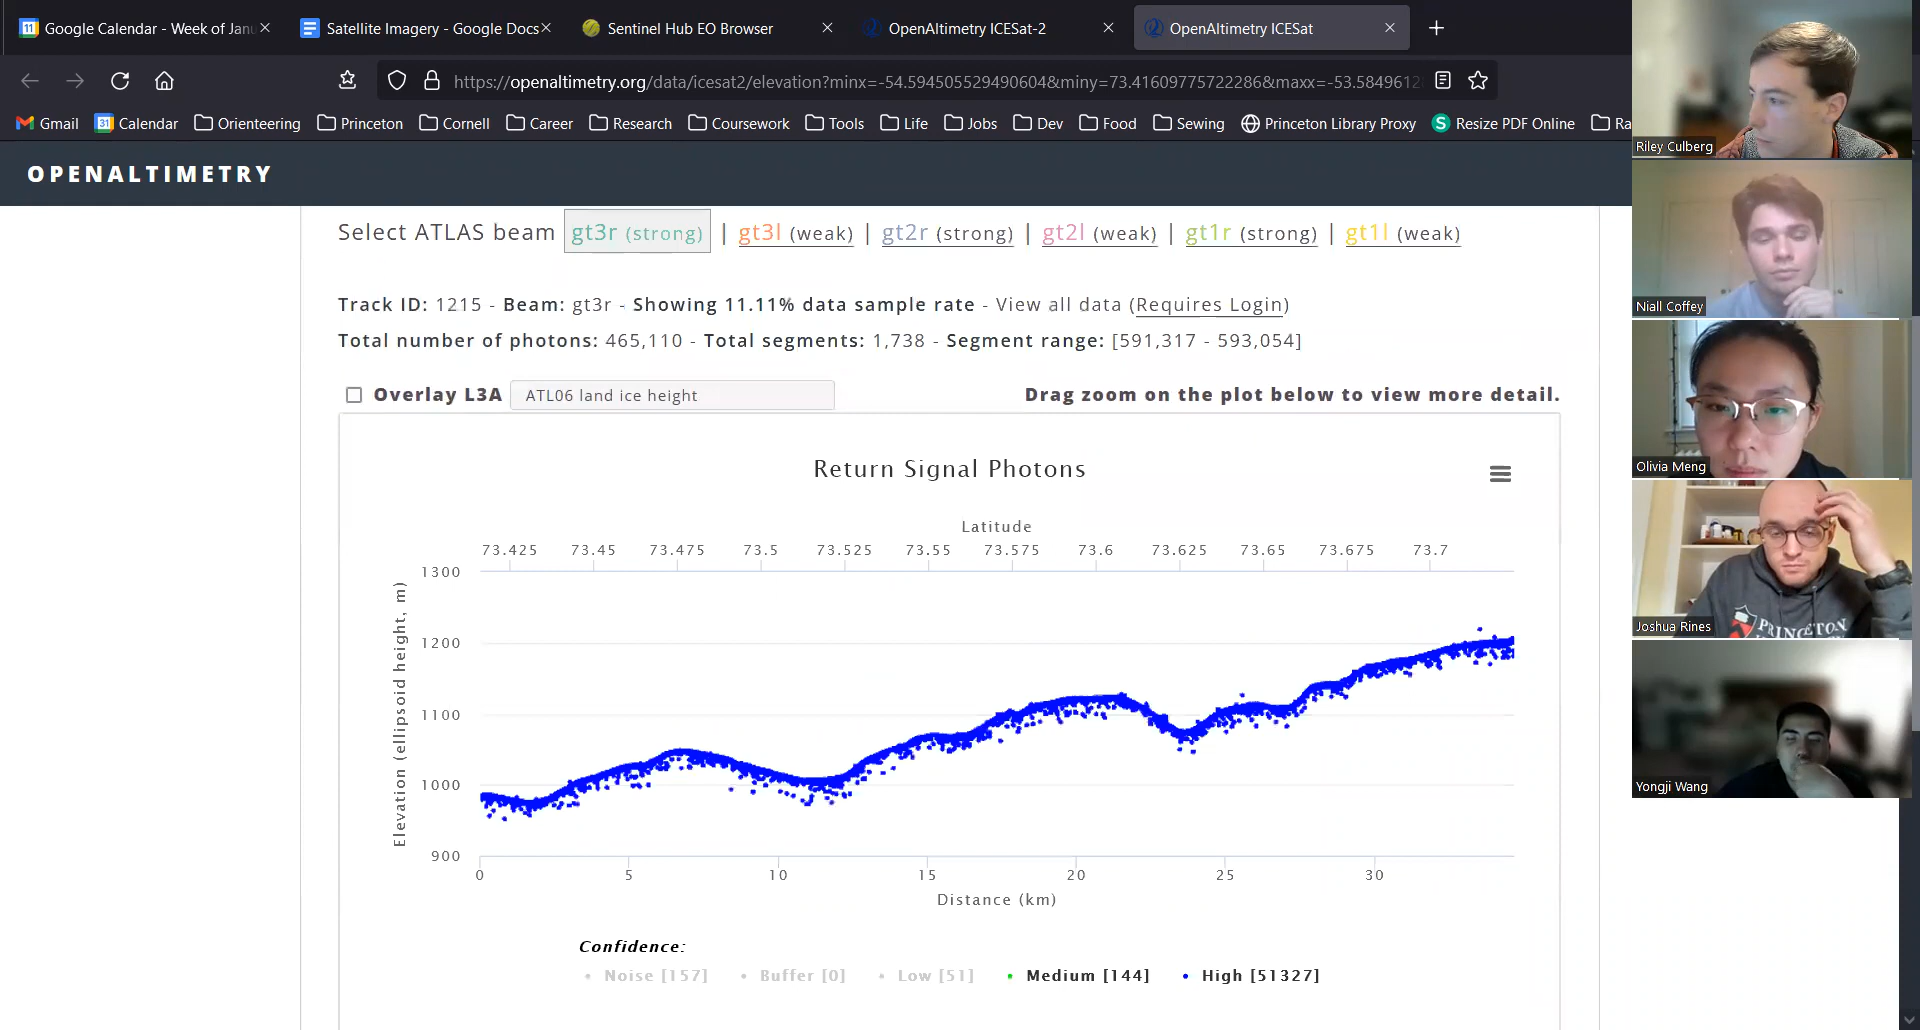 Google Calendar - Week of Janu
Satellite Imagery - Google Docs
Sentinel Hub EO Browser
OpenAltimetry ICESat-2
OpenAltimetry ICESat
https://openaltimetry.org/data/icesat2/elevation?minx=-54.594505529490604&miny=73.41609775722286&maxx=-53.5849612
Gmail
Calendar
Orienteering
Princeton
Cornell
Career
Research
Coursework
Tools
Life
Jobs
Dev
Food
Sewing
Princeton Library Proxy
Resize PDF Online
Ra
OPENALTIMETRY
Select ATLAS beam gt3r (strong) | gt3l (weak) | gt2r (strong) | gt2l (weak) | gt1r (strong) | gt1l (weak)
Track ID: 1215 - Beam: gt3r - Showing 11.11% data sample rate - View all data (Requires Login)
Total number of photons: 465,110 - Total segments: 1,738 - Segment range: [591,317 - 593,054]
Overlay L3A ATL06 land ice height
Drag zoom on the plot below to view more detail.
Return Signal Photons
Latitude
73.425 73.45 73.475 73.5 73.525 73.55 73.575 73.6 73.625 73.65 73.675 73.7
Elevation (ellipsoid height, m)
1300
1200
1100
1000
900
0 5 10 15 20 25 30
Distance (km)
Confidence:
Noise [157] Buffer [0] Low [51] Medium [144] High [51327]
Riley Culberg
Niall Coffey
Olivia Meng
PRINCETON
Joshua Rines
Yongji Wang